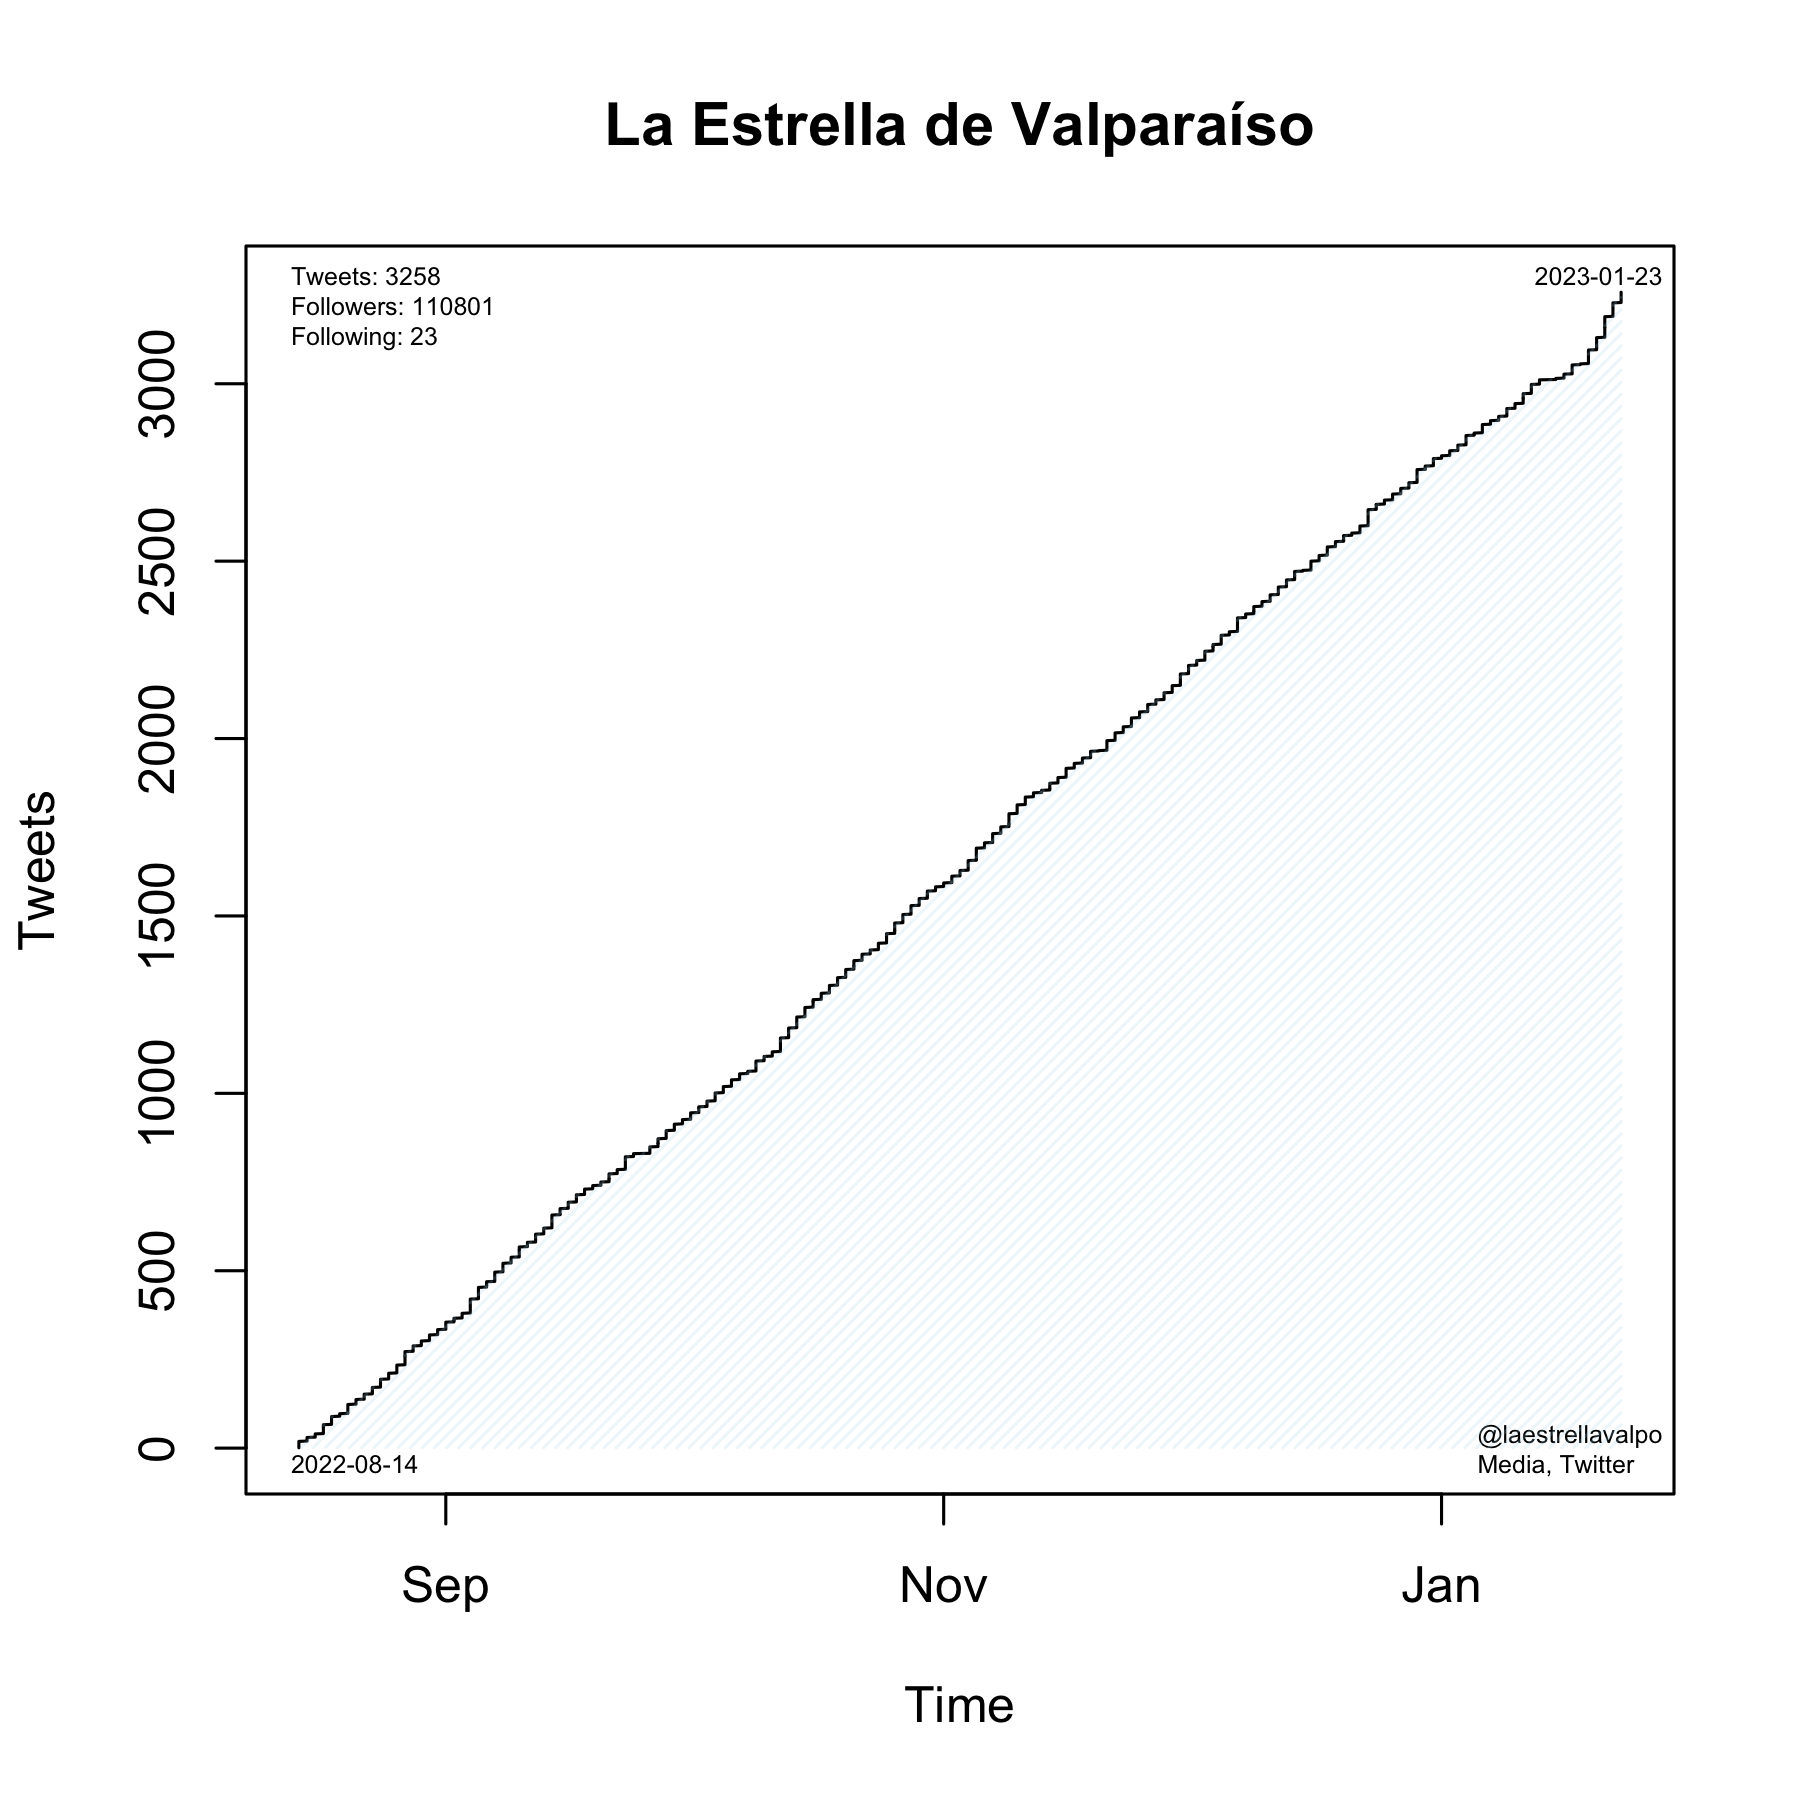 La Estrella de Valparaíso
Tweets: 3258
Followers: 110801
Following: 23
2023-01-23
3000
2500
2000
1500
1000
500
0
Tweets
2022-08-14
@laestrellavalpo
Media, Twitter
Sep
Nov
Jan
Time